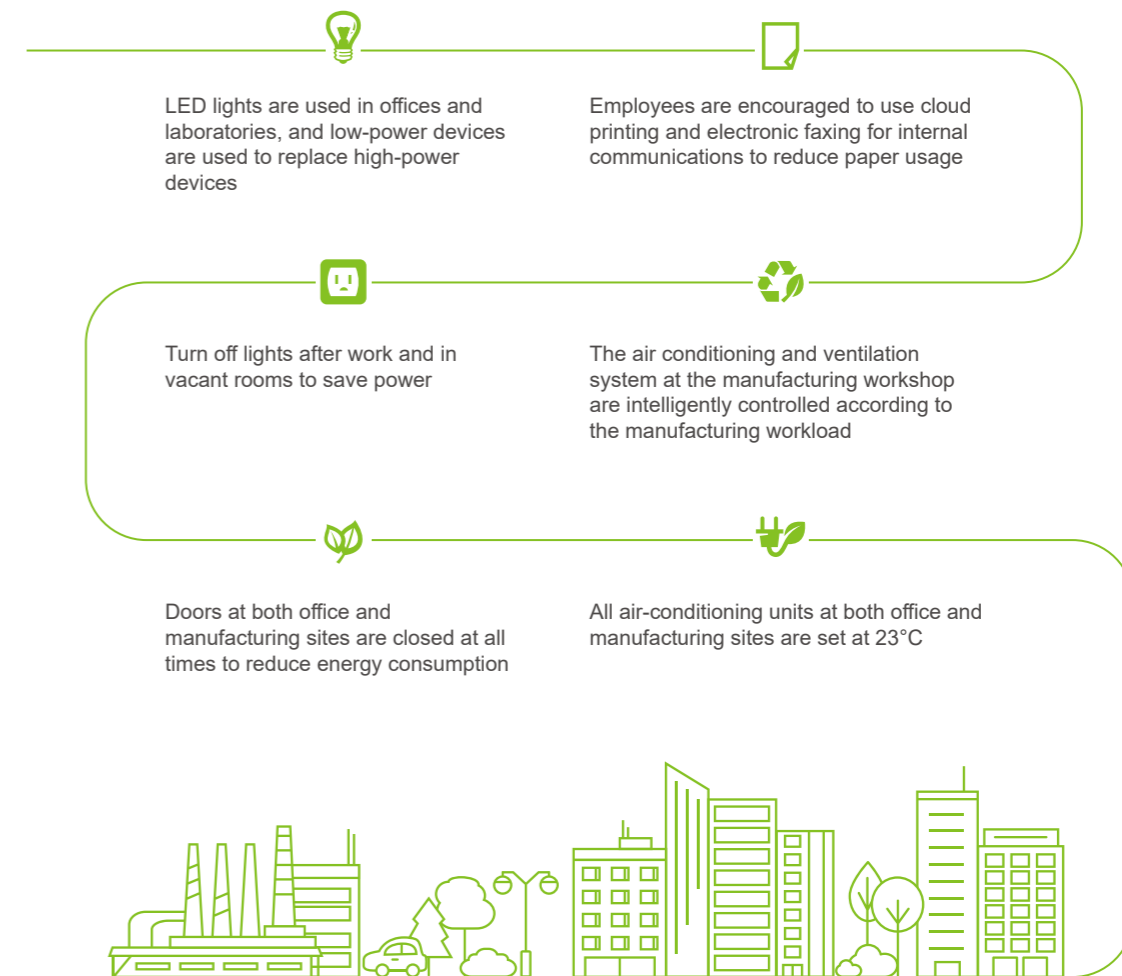 LED lights are used in offices and
laboratories, and low-power devices
are used to replace high-power
devices
Employees are encouraged to use cloud
printing and electronic faxing for internal
communications to reduce paper usage
Turn off lights after work and in
vacant rooms to save power
The air conditioning and ventilation
system at the manufacturing workshop
are intelligently controlled according to
the manufacturing workload
Doors at both office and
manufacturing sites are closed at all
times to reduce energy consumption
All air-conditioning units at both office and
manufacturing sites are set at 23°C